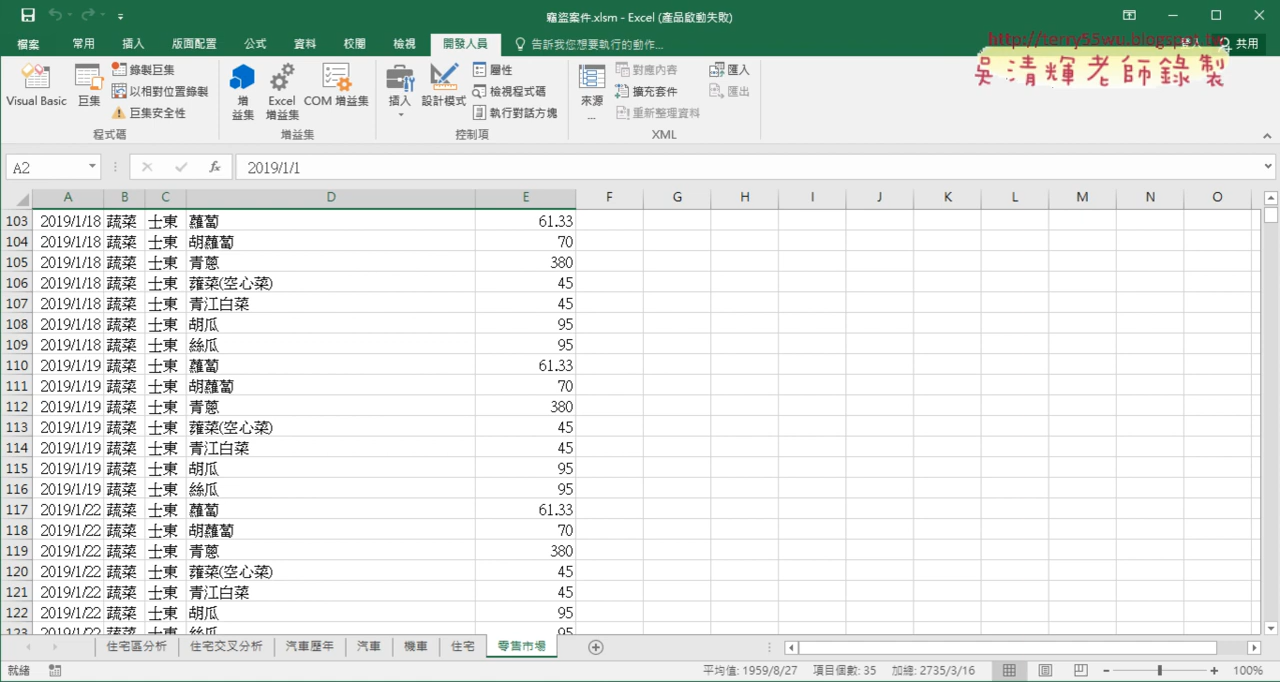 竊盜案件.xlsm - Excel (產品啟動失敗)
檔案 常用 插入 版面配置 公式 資料 校閱 檢視 開發人員 告訴我您想要執行的動作... 登入 共用
http://terry55wu.blogspot.tw
吳清輝老師錄製
Visual Basic 巨集 錄製巨集 以相對位置錄製 巨集安全性
程式碼
增益集 Excel 增益集 COM 增益集
增益集
插入 設計模式 屬性 檢視程式碼 執行對話方塊
控制項
來源... 對應內容 擴充套件 重新整理資料 匯入 匯出
XML
A2 fx 2019/1/1
A B C D E F G H I J K L M N O
103 2019/1/18 蔬菜 士東 蘿蔔 61.33
104 2019/1/18 蔬菜 士東 胡蘿蔔 70
105 2019/1/18 蔬菜 士東 青蔥 380
106 2019/1/18 蔬菜 士東 蕹菜(空心菜) 45
107 2019/1/18 蔬菜 士東 青江白菜 45
108 2019/1/18 蔬菜 士東 胡瓜 95
109 2019/1/18 蔬菜 士東 絲瓜 95
110 2019/1/19 蔬菜 士東 蘿蔔 61.33
111 2019/1/19 蔬菜 士東 胡蘿蔔 70
112 2019/1/19 蔬菜 士東 青蔥 380
113 2019/1/19 蔬菜 士東 蕹菜(空心菜) 45
114 2019/1/19 蔬菜 士東 青江白菜 45
115 2019/1/19 蔬菜 士東 胡瓜 95
116 2019/1/19 蔬菜 士東 絲瓜 95
117 2019/1/22 蔬菜 士東 蘿蔔 61.33
118 2019/1/22 蔬菜 士東 胡蘿蔔 70
119 2019/1/22 蔬菜 士東 青蔥 380
120 2019/1/22 蔬菜 士東 蕹菜(空心菜) 45
121 2019/1/22 蔬菜 士東 青江白菜 45
122 2019/1/22 蔬菜 士東 胡瓜 95
123 2019/1/22 蔬菜 士東 絲瓜 95
住宅區分析 住宅交叉分析 汽車歷年 汽車 機車 住宅 零售市場
就緒 平均值: 1959/8/27 項目個數: 35 加總: 2735/3/16 100%